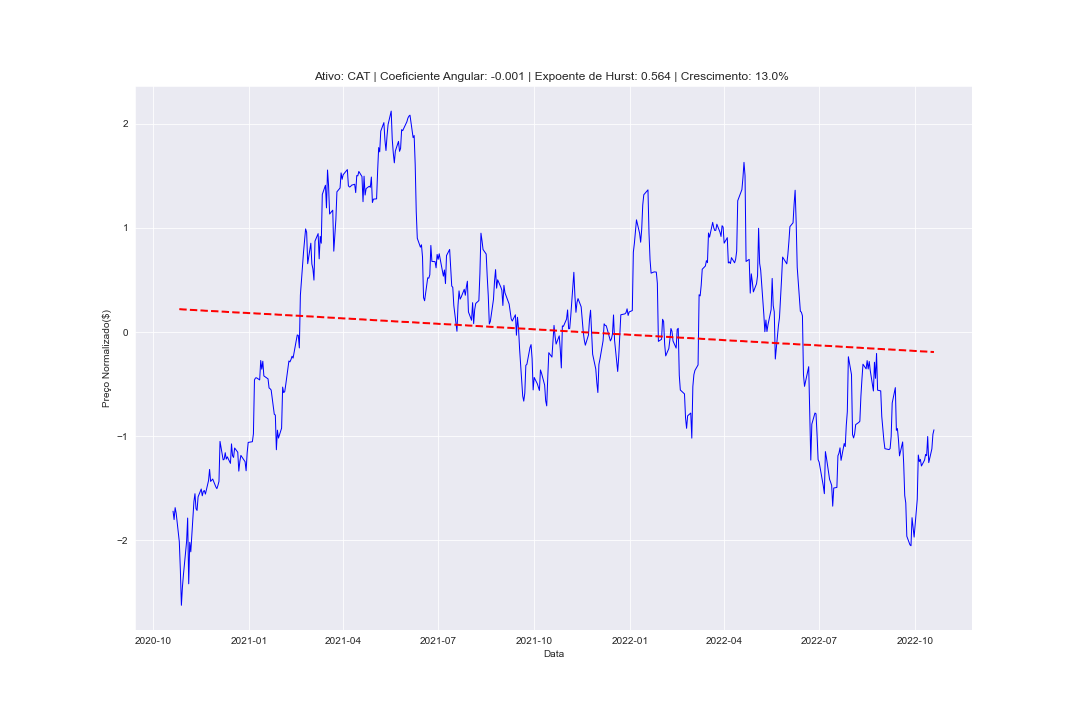 Ativo: CAT | Coeficiente Angular: -0.001 | Expoente de Hurst: 0.564 | Crescimento: 13.0%
2
1
0
−1
−2
Preço Normalizado($)
2020-10 2021-01 2021-04 2021-07 2021-10 2022-01 2022-04 2022-07 2022-10
Data